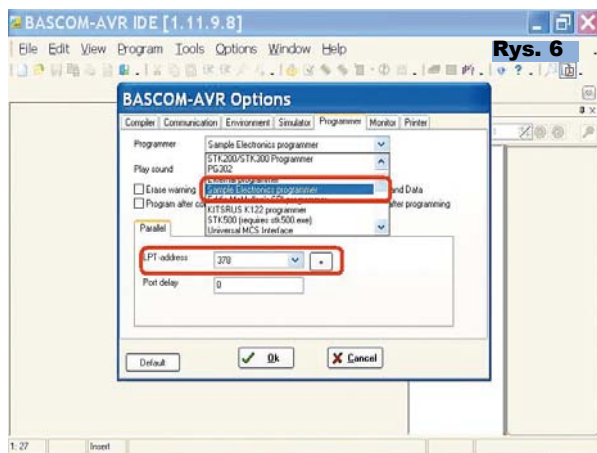 BASCOM-AVR IDE [1.11.9.8]
File Edit View Program Tools Options Window Help
Rys. 6
BASCOM-AVR Options
Compiler Communication Environment Simulator Programmer Monitor Printer
Programmer Sample Electronics programmer
STK200/STK300 Programmer
Play sound PG302
External programmer
Erase warning Sample Electronics programmer and Data
Program after co
after programming
KITSRUS K122 programmer
STK500 (requires stk500.exe)
Parallel Universal MCS Interface
LPT-address 378 +
Port delay 0
Default Ok Cancel
1: 27 Insert